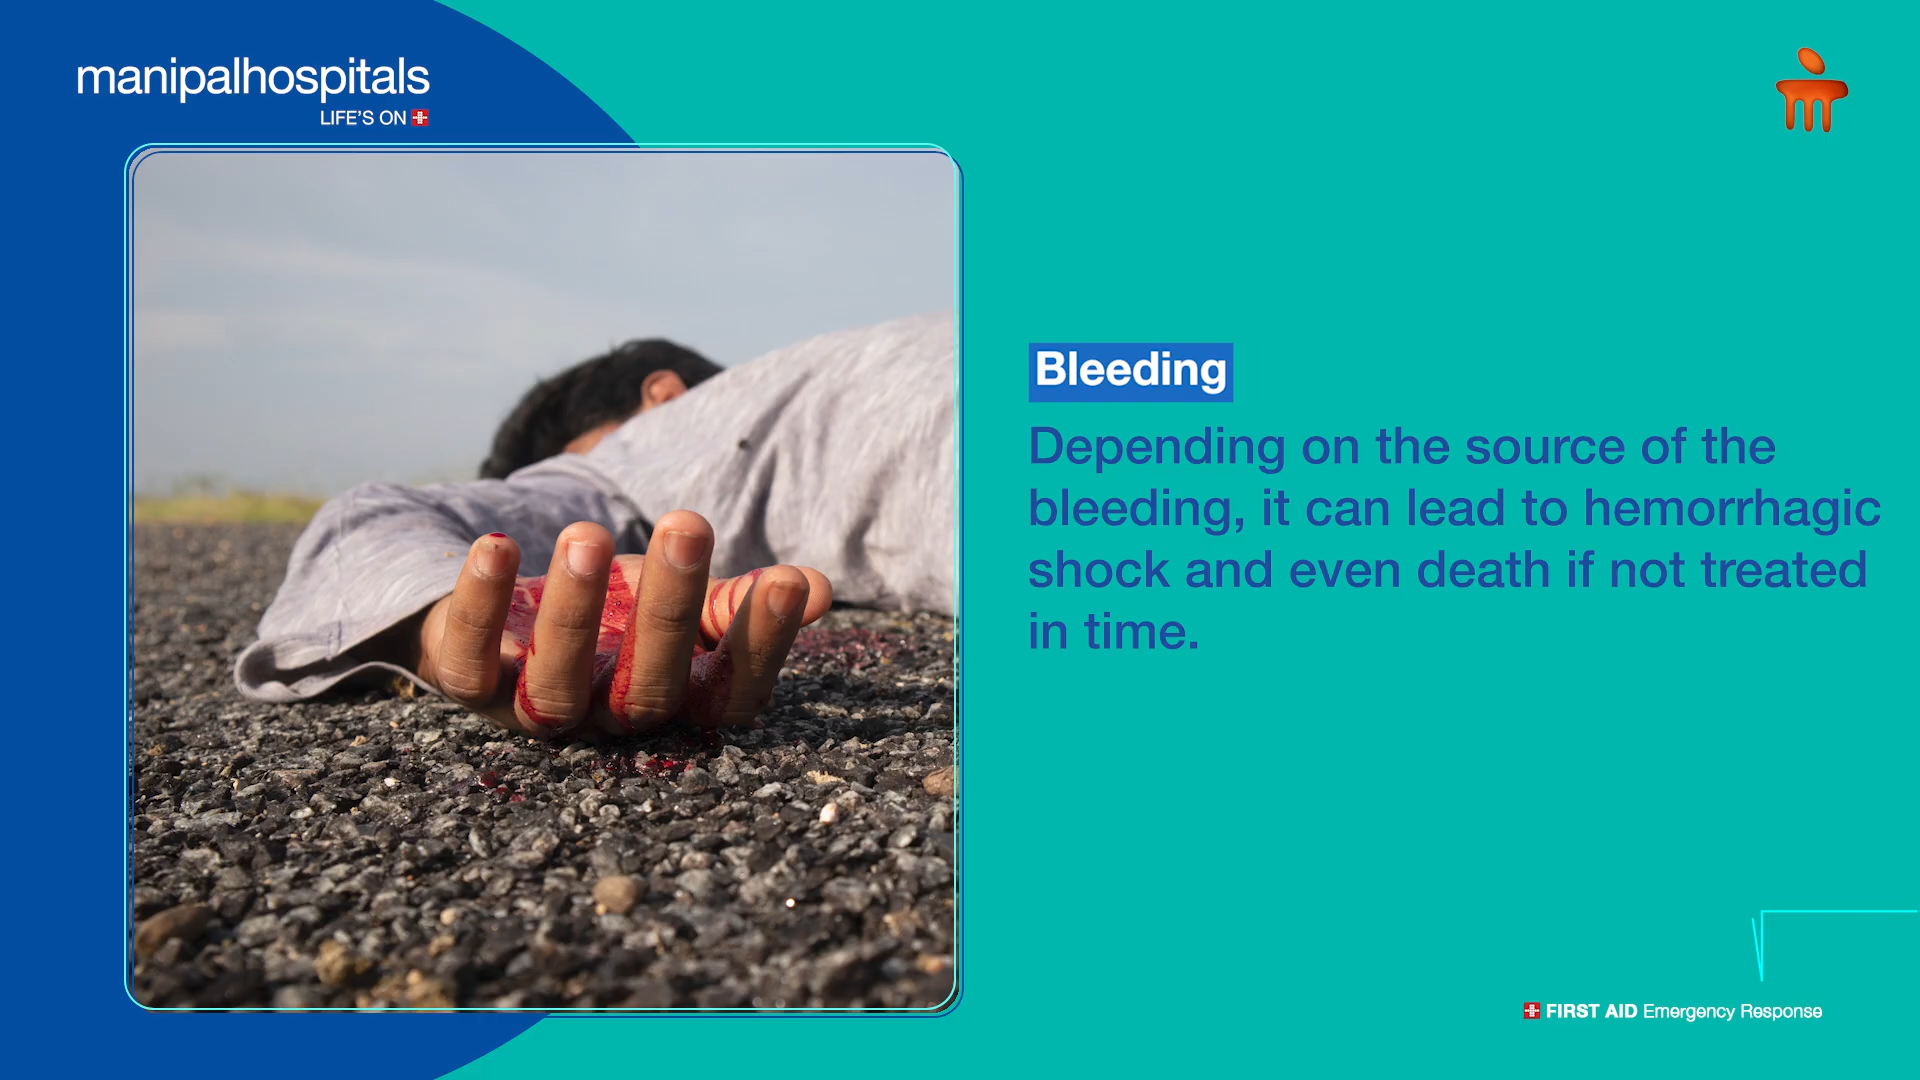 manipalhospitals
LIFE'S ON
Bleeding
Depending on the source of the
bleeding, it can lead to hemorrhagic
shock and even death if not treated
in time.
FIRST AID Emergency Response